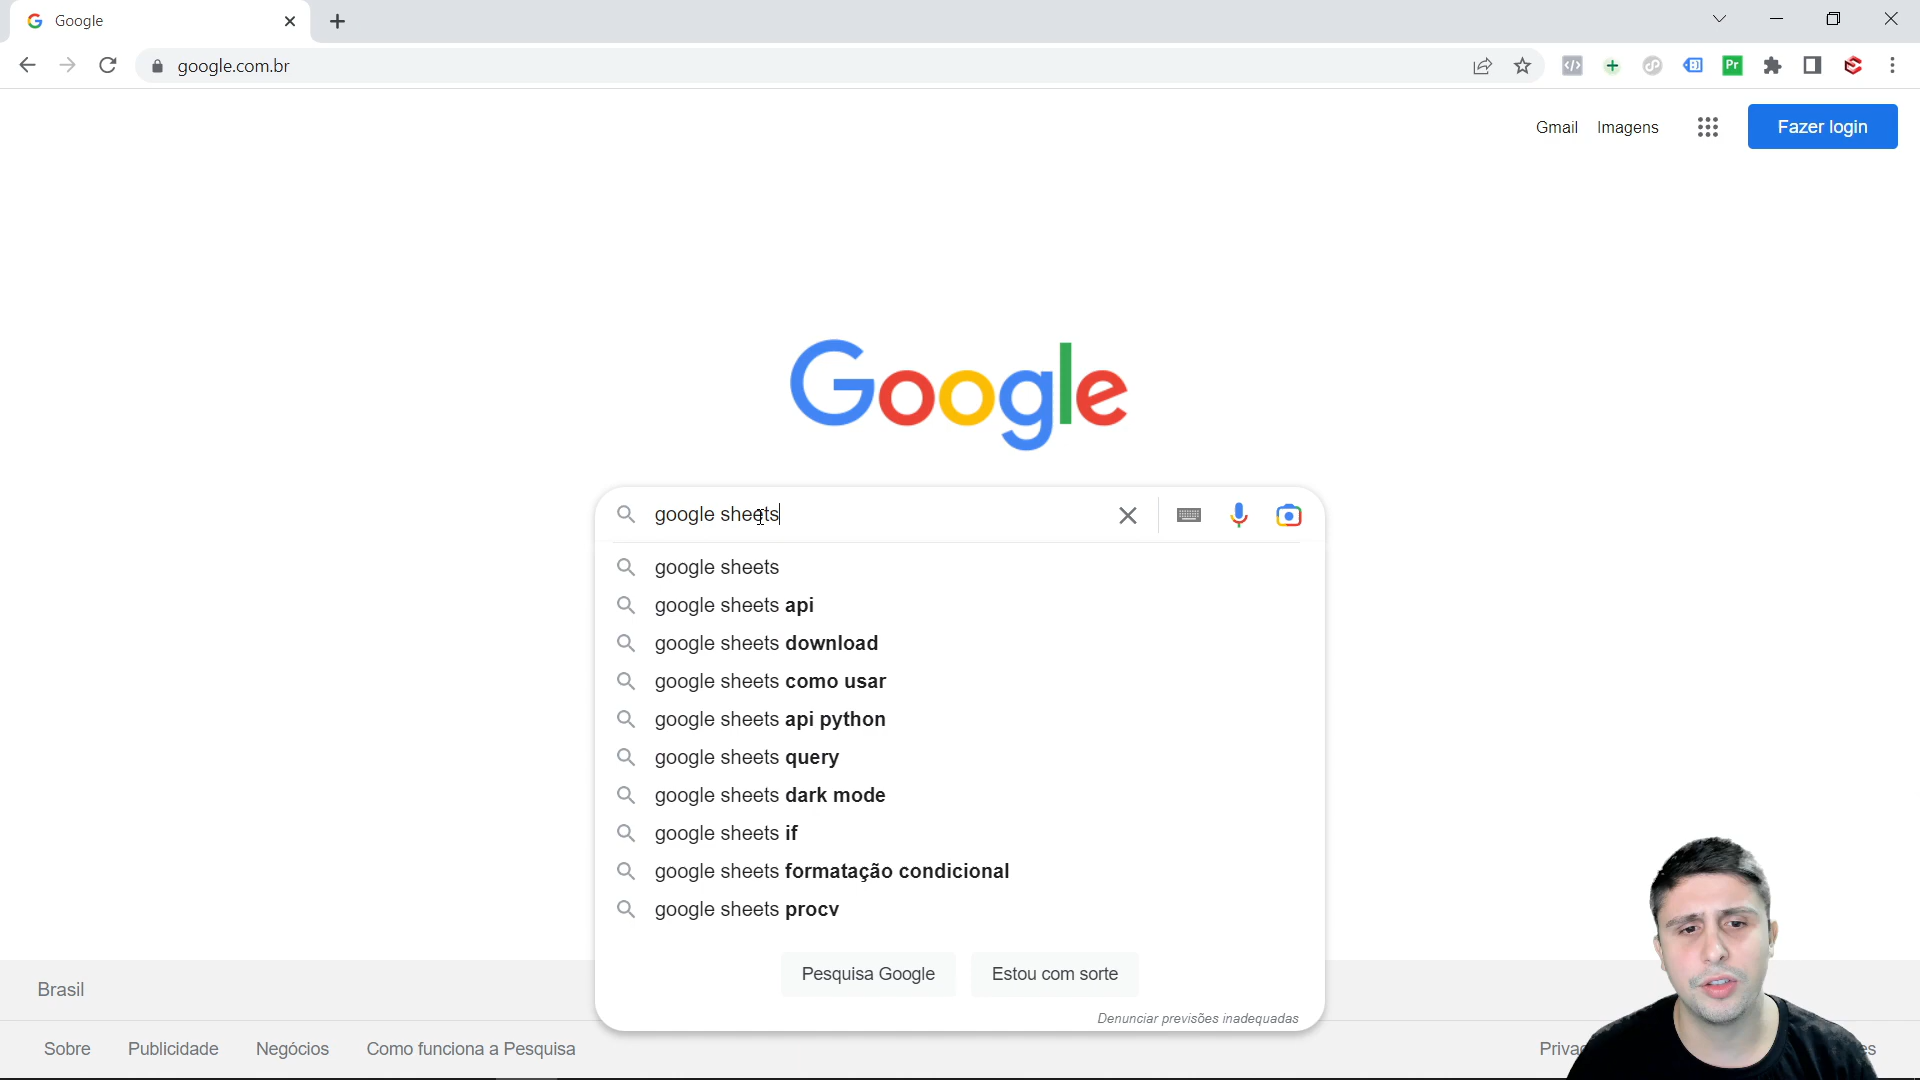 Google
google.com.br
Pr
Gmail Imagens Fazer login
Google
google sheets
google sheets
google sheets api
google sheets download
google sheets como usar
google sheets api python
google sheets query
google sheets dark mode
google sheets if
google sheets formatação condicional
google sheets procv
Pesquisa Google Estou com sorte
Denunciar previsões inadequadas
Brasil
Sobre Publicidade Negócios Como funciona a Pesquisa